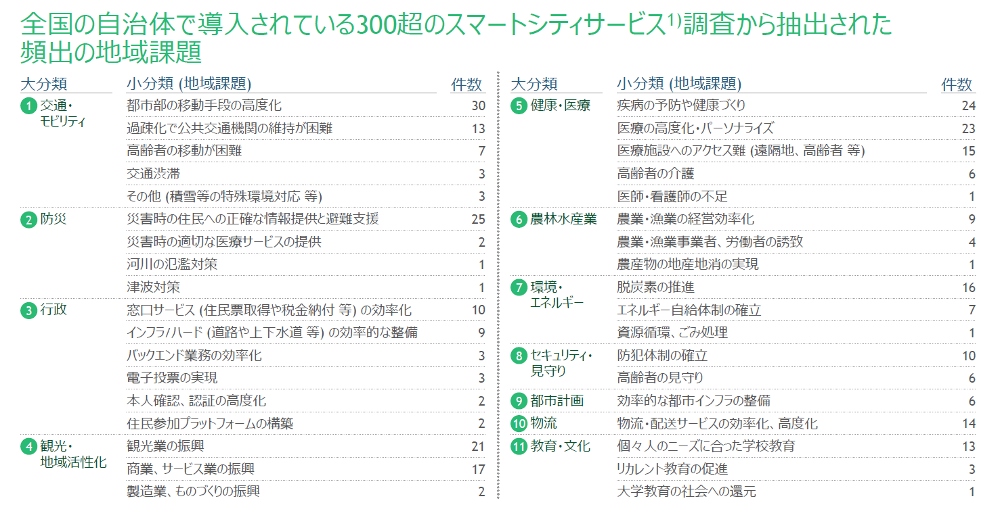 全国の自治体で導入されている300超のスマートシティサービス1)調査から抽出された
頻出の地域課題
大分類 小分類 (地域課題) 件数
1 交通・ 都市部の移動手段の高度化 30
モビリティ
過疎化で公共交通機関の維持が困難 13
高齢者の移動が困難 7
交通渋滞 3
その他 (積雪等の特殊環境対応 等) 3
2 防災 災害時の住民への正確な情報提供と避難支援 25
災害時の適切な医療サービスの提供 2
河川の氾濫対策 1
津波対策 1
3 行政 窓口サービス (住民票取得や税金納付 等) の効率化 10
インフラ/ハード (道路や上下水道 等) の効率的な整備 9
バックエンド業務の効率化 3
電子投票の実現 3
本人確認、認証の高度化 2
住民参加プラットフォームの構築 2
4 観光・ 観光業の振興 21
地域活性化
商業、サービス業の振興 17
製造業、ものづくりの振興 2
大分類 小分類 (地域課題) 件数
5 健康・医療 疾病の予防や健康づくり 24
医療の高度化・パーソナライズ 23
医療施設へのアクセス難 (遠隔地、高齢者 等) 15
高齢者の介護 6
医師・看護師の不足 1
6 農林水産業 農業・漁業の経営効率化 9
農業・漁業事業者、労働者の誘致 4
農産物の地産地消の実現 1
7 環境・ 脱炭素の推進 16
エネルギー
エネルギー自給体制の確立 7
資源循環、ごみ処理 1
8 セキュリティ・ 防犯体制の確立 10
見守り
高齢者の見守り 6
9 都市計画 効率的な都市インフラの整備 6
10 物流 物流・配送サービスの効率化、高度化 14
11 教育・文化 個々人のニーズに合った学校教育 13
リカレント教育の促進 3
大学教育の社会への還元 1